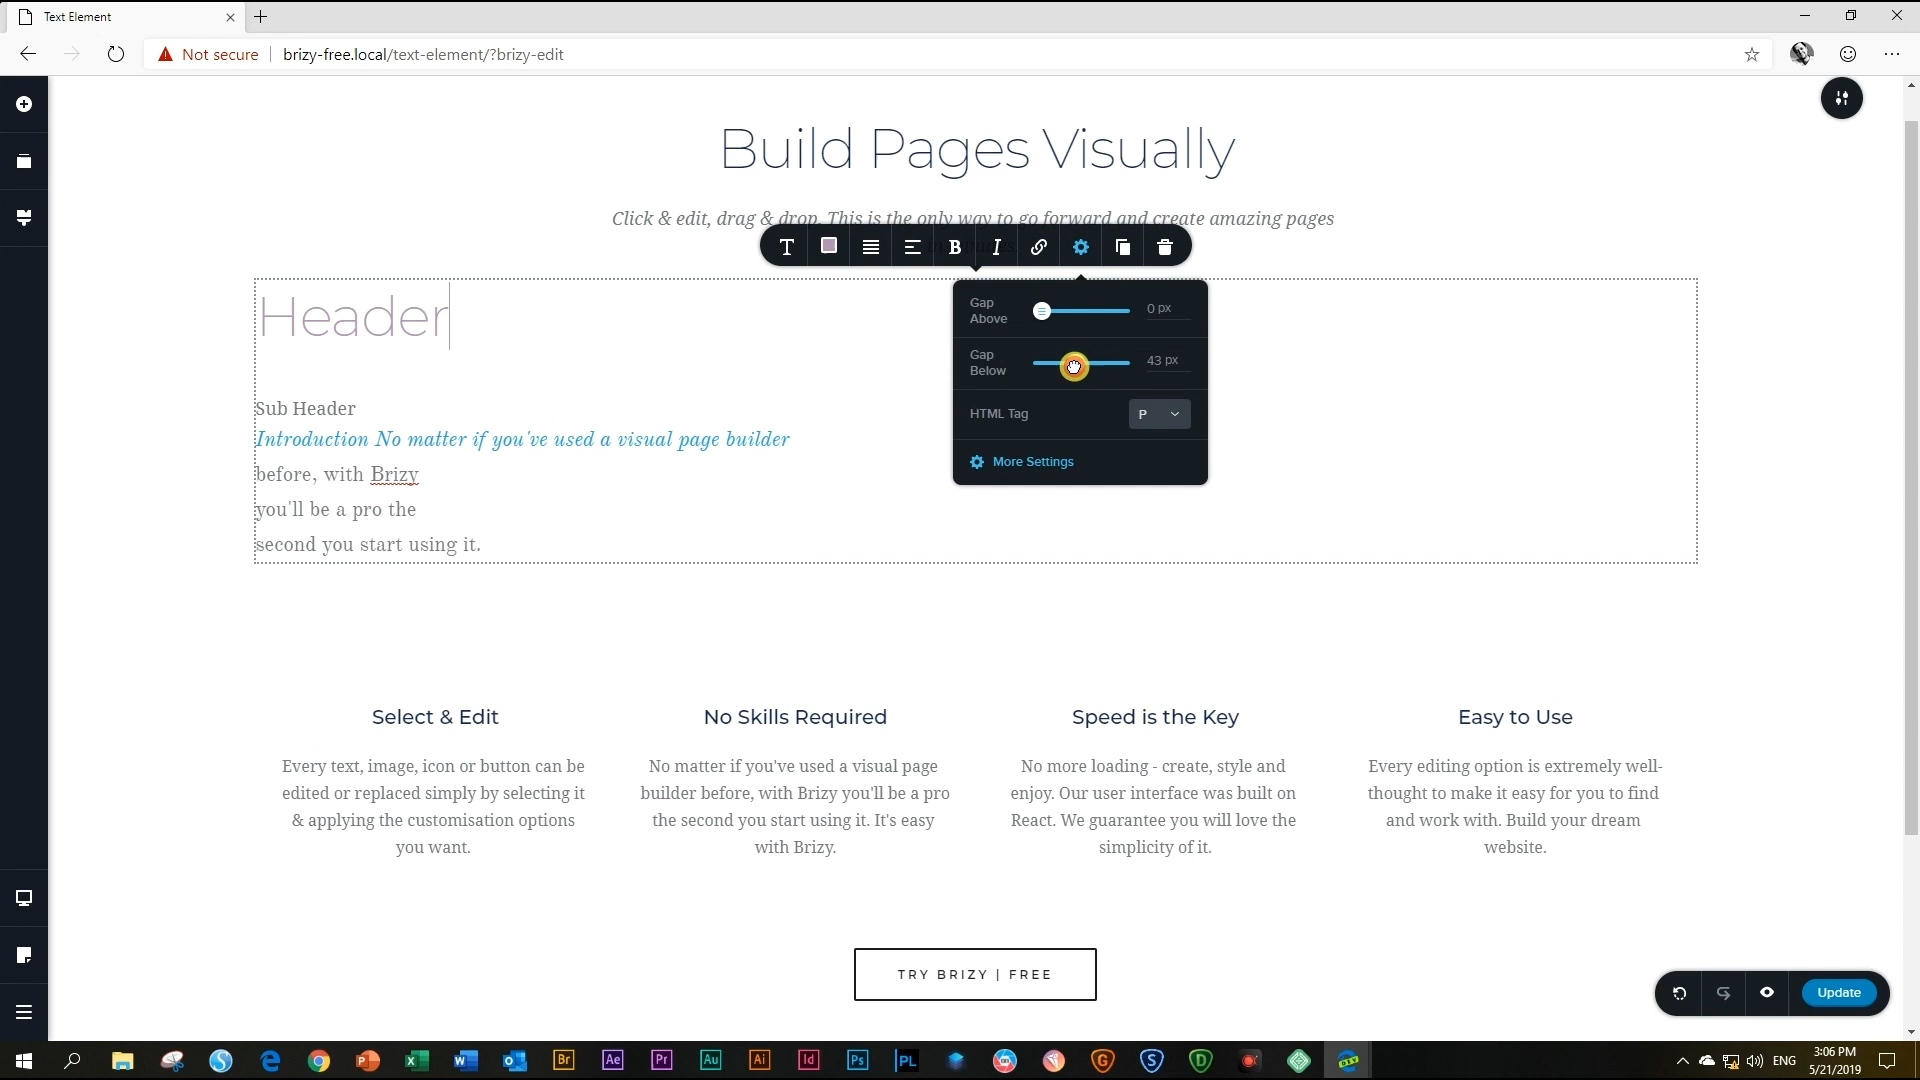 Text Element
Not secure
brizy-free.local/text-element/?brizy-edit
Build Pages Visually
Click & edit, drag & drop. This is the only way to go forward and create amazing pages
T B I
Header
Gap Above 0 px
Gap Below 43 px
HTML Tag P
More Settings
Sub Header
Introduction No matter if you've used a visual page builder
before, with Brizy
you'll be a pro the
second you start using it.
Select & Edit
Every text, image, icon or button can be
edited or replaced simply by selecting it
& applying the customisation options
you want.
No Skills Required
No matter if you've used a visual page
builder before, with Brizy you'll be a pro
the second you start using it. It's easy
with Brizy.
Speed is the Key
No more loading - create, style and
enjoy. Our user interface was built on
React. We guarantee you will love the
simplicity of it.
Easy to Use
Every editing option is extremely well-
thought to make it easy for you to find
and work with. Build your dream
website.
TRY BRIZY | FREE
Update
Br Ae Pr Au Ai Id Ps PL
ENG
3:06 PM
5/21/2019